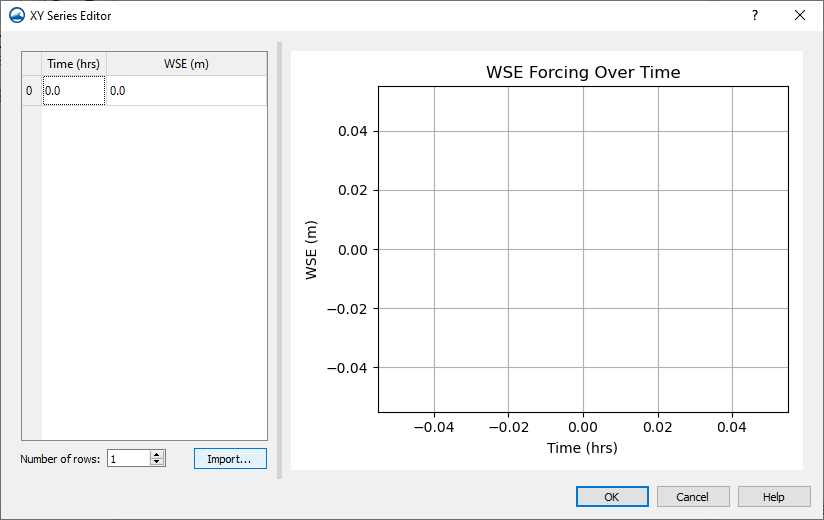 XY Series Editor
?
Time (hrs) WSE (m)
0 0.0 0.0
Number of rows: 1
Import...
WSE Forcing Over Time
0.04
0.02
0.00
−0.02
−0.04
WSE (m)
−0.04 −0.02 0.00 0.02 0.04
Time (hrs)
OK Cancel Help